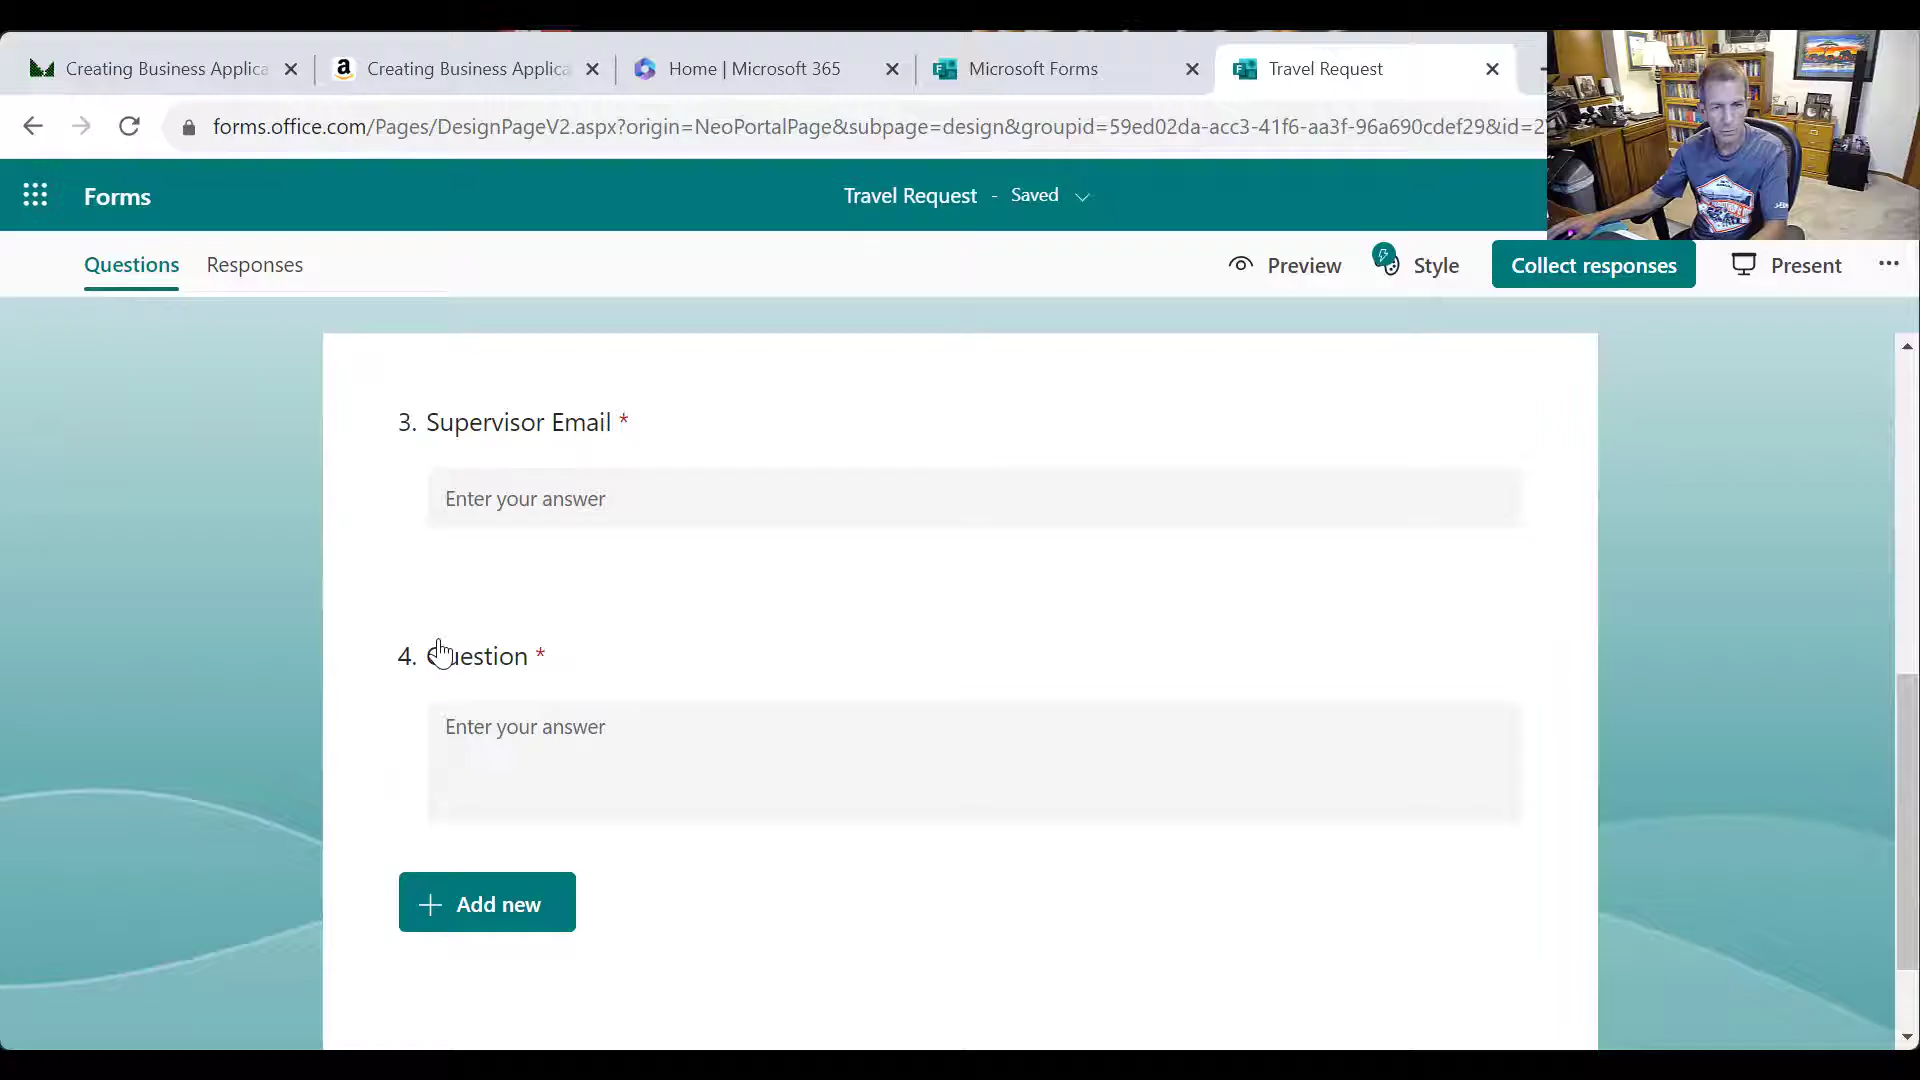 Creating Business Applica
Creating Business Applica
Home | Microsoft 365
Microsoft Forms
Travel Request
forms.office.com/Pages/DesignPageV2.aspx?origin=NeoPortalPage&subpage=design&groupid=59ed02da-acc3-41f6-aa3f-96a690cdef29&id=2
Forms
Travel Request - Saved
Questions
Responses
Preview
Style
Collect responses
Present
3. Supervisor Email *
Enter your answer
4. Question *
Enter your answer
Add new